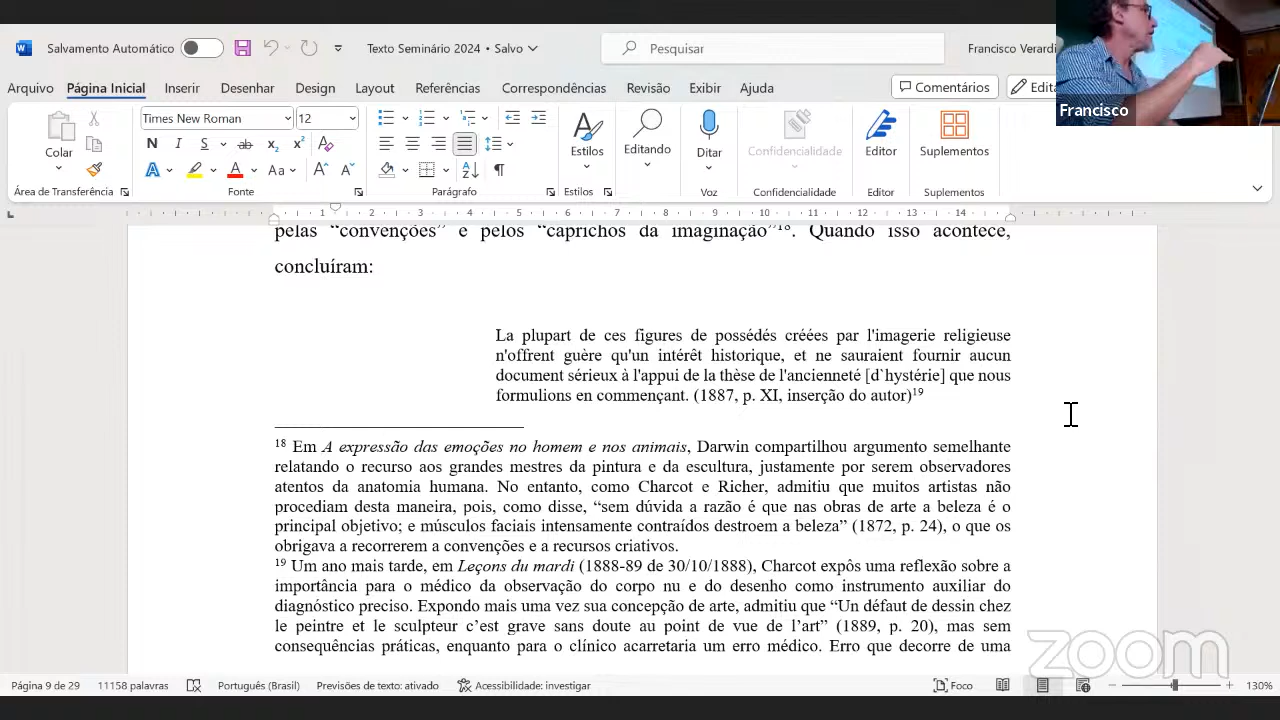 Salvamento Automático
Texto Seminário 2024 • Salvo
Pesquisar
Francisco Verardi
Arquivo Página Inicial Inserir Desenhar Design Layout Referências Correspondências Revisão Exibir Ajuda
Comentários
Francisco
Times New Roman 12
Colar
Estilos
Editando
Ditar
Confidencialidade
Editor
Suplementos
Área de Transferência
Fonte
Parágrafo
Estilos
Voz
Confidencialidade
Editor
Suplementos
1 2 3 4 5 6 7 8 9 10 11 12 13 14
pelas “convenções” e pelos “caprichos da imaginação”¹⁸. Quando isso acontece,
concluíram:
La plupart de ces figures de possédés créées par l'imagerie religieuse
n'offrent guère qu'un intérêt historique, et ne sauraient fournir aucun
document sérieux à l'appui de la thèse de l'ancienneté [d`hystérie] que nous
formulions en commençant. (1887, p. XI, inserção do autor)¹⁹
¹⁸ Em A expressão das emoções no homem e nos animais, Darwin compartilhou argumento semelhante
relatando o recurso aos grandes mestres da pintura e da escultura, justamente por serem observadores
atentos da anatomia humana. No entanto, como Charcot e Richer, admitiu que muitos artistas não
procediam desta maneira, pois, como disse, “sem dúvida a razão é que nas obras de arte a beleza é o
principal objetivo; e músculos faciais intensamente contraídos destroem a beleza” (1872, p. 24), o que os
obrigava a recorrerem a convenções e a recursos criativos.
¹⁹ Um ano mais tarde, em Leçons du mardi (1888-89 de 30/10/1888), Charcot expôs uma reflexão sobre a
importância para o médico da observação do corpo nu e do desenho como instrumento auxiliar do
diagnóstico preciso. Expondo mais uma vez sua concepção de arte, admitiu que “Un défaut de dessin chez
le peintre et le sculpteur c’est grave sans doute au point de vue de l’art” (1889, p. 20), mas sem
consequências práticas, enquanto para o clínico acarretaria um erro médico. Erro que decorre de uma
zoom
Página 9 de 29 11158 palavras Português (Brasil) Previsões de texto: ativado Acessibilidade: investigar Foco 130%